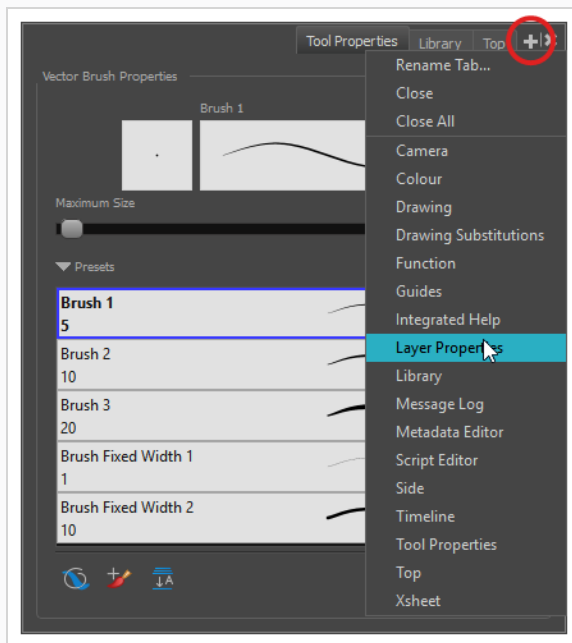 Tool Properties
Library
Top
Vector Brush Properties
Brush 1
Maximum Size
Presets
Brush 1
5
Brush 2
10
Brush 3
20
Brush Fixed Width 1
1
Brush Fixed Width 2
10
Rename Tab...
Close
Close All
Camera
Colour
Drawing
Drawing Substitutions
Function
Guides
Integrated Help
Layer Properties
Library
Message Log
Metadata Editor
Script Editor
Side
Timeline
Tool Properties
Top
Xsheet